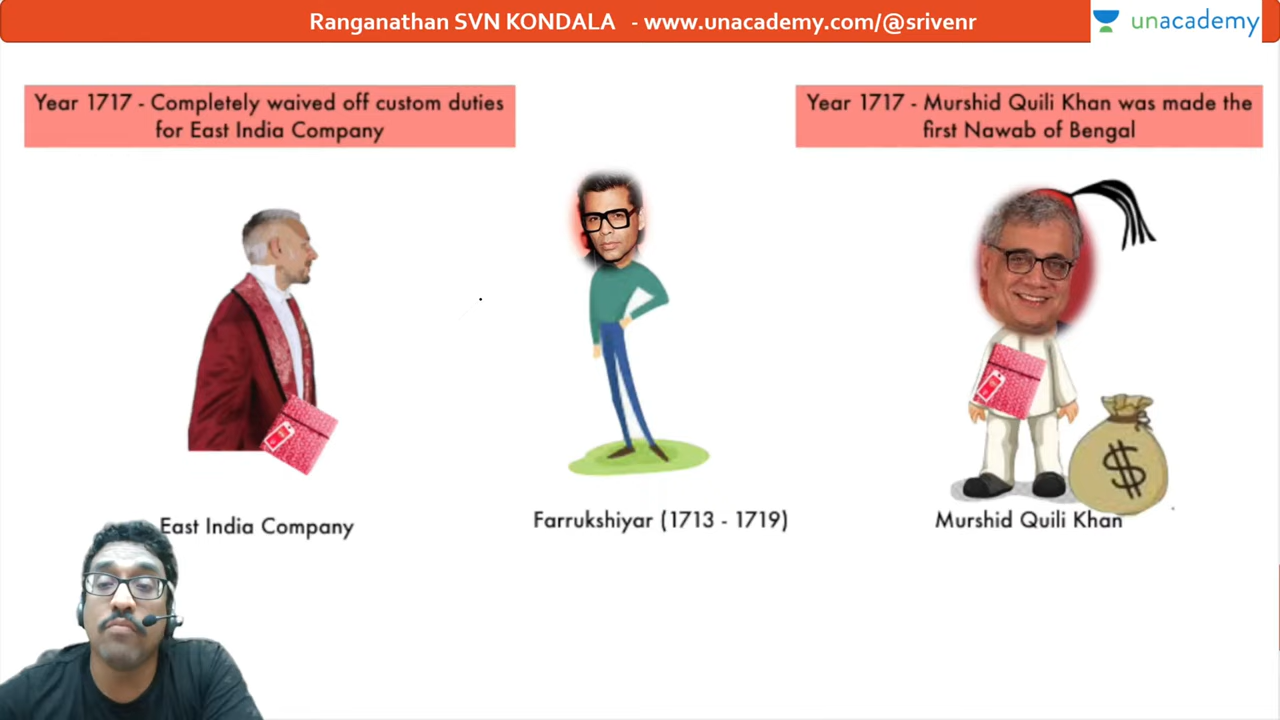 Ranganathan SVN KONDALA - www.unacademy.com/@srivenr
unacademy
Year 1717 - Completely waived off custom duties
for East India Company
Year 1717 - Murshid Quili Khan was made the
first Nawab of Bengal
$
East India Company
Farrukshiyar (1713 - 1719)
Murshid Quili Khan